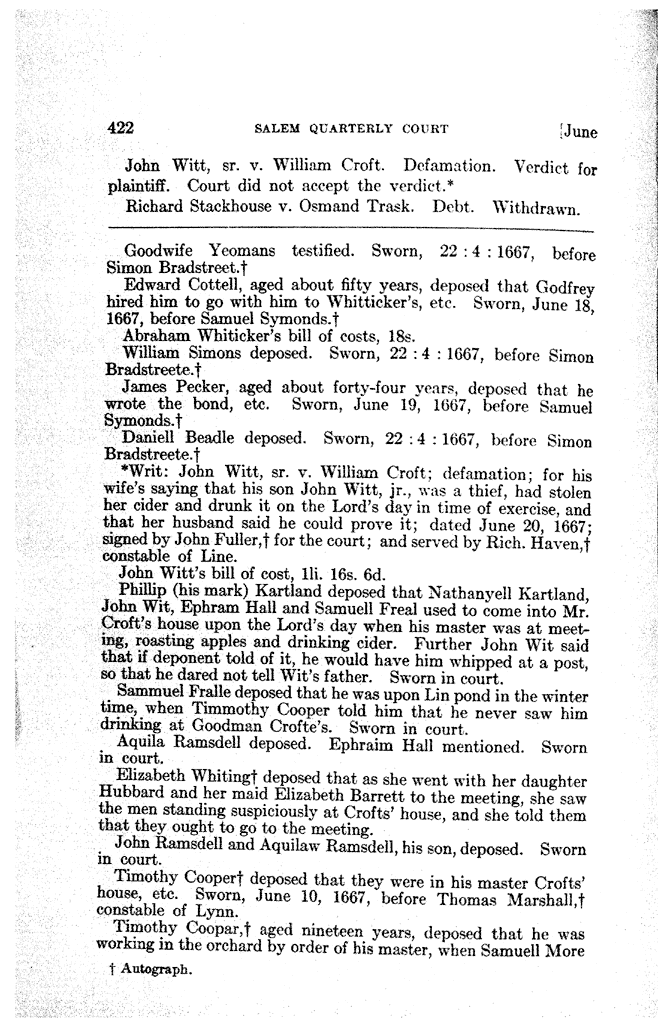 422 SALEM QUARTERLY COURT [June
John Witt, sr. v. William Croft. Defamation. Verdict for
plaintiff. Court did not accept the verdict.*
Richard Stackhouse v. Osmand Trask. Debt. Withdrawn.
Goodwife Yeomans testified. Sworn, 22 : 4 : 1667, before
Simon Bradstreet.†
Edward Cottell, aged about fifty years, deposed that Godfrey
hired him to go with him to Whitticker's, etc. Sworn, June 18,
1667, before Samuel Symonds.†
Abraham Whiticker's bill of costs, 18s.
William Simons deposed. Sworn, 22 : 4 : 1667, before Simon
Bradstreete.†
James Pecker, aged about forty-four years, deposed that he
wrote the bond, etc. Sworn, June 19, 1667, before Samuel
Symonds.†
Daniell Beadle deposed. Sworn, 22 : 4 : 1667, before Simon
Bradstreete.†
*Writ: John Witt, sr. v. William Croft; defamation; for his
wife's saying that his son John Witt, jr., was a thief, had stolen
her cider and drunk it on the Lord's day in time of exercise, and
that her husband said he could prove it; dated June 20, 1667;
signed by John Fuller,† for the court; and served by Rich. Haven,†
constable of Line.
John Witt's bill of cost, 1li. 16s. 6d.
Phillip (his mark) Kartland deposed that Nathanyell Kartland,
John Wit, Ephram Hall and Samuell Freal used to come into Mr.
Croft's house upon the Lord's day when his master was at meet-
ing, roasting apples and drinking cider. Further John Wit said
that if deponent told of it, he would have him whipped at a post,
so that he dared not tell Wit's father. Sworn in court.
Sammuel Fralle deposed that he was upon Lin pond in the winter
time, when Timmothy Cooper told him that he never saw him
drinking at Goodman Crofte's. Sworn in court.
Aquila Ramsdell deposed. Ephraim Hall mentioned. Sworn
in court.
Elizabeth Whiting† deposed that as she went with her daughter
Hubbard and her maid Elizabeth Barrett to the meeting, she saw
the men standing suspiciously at Crofts' house, and she told them
that they ought to go to the meeting.
John Ramsdell and Aquilaw Ramsdell, his son, deposed. Sworn
in court.
Timothy Cooper† deposed that they were in his master Crofts'
house, etc. Sworn, June 10, 1667, before Thomas Marshall,†
constable of Lynn.
Timothy Coopar,† aged nineteen years, deposed that he was
working in the orchard by order of his master, when Samuell More
† Autograph.